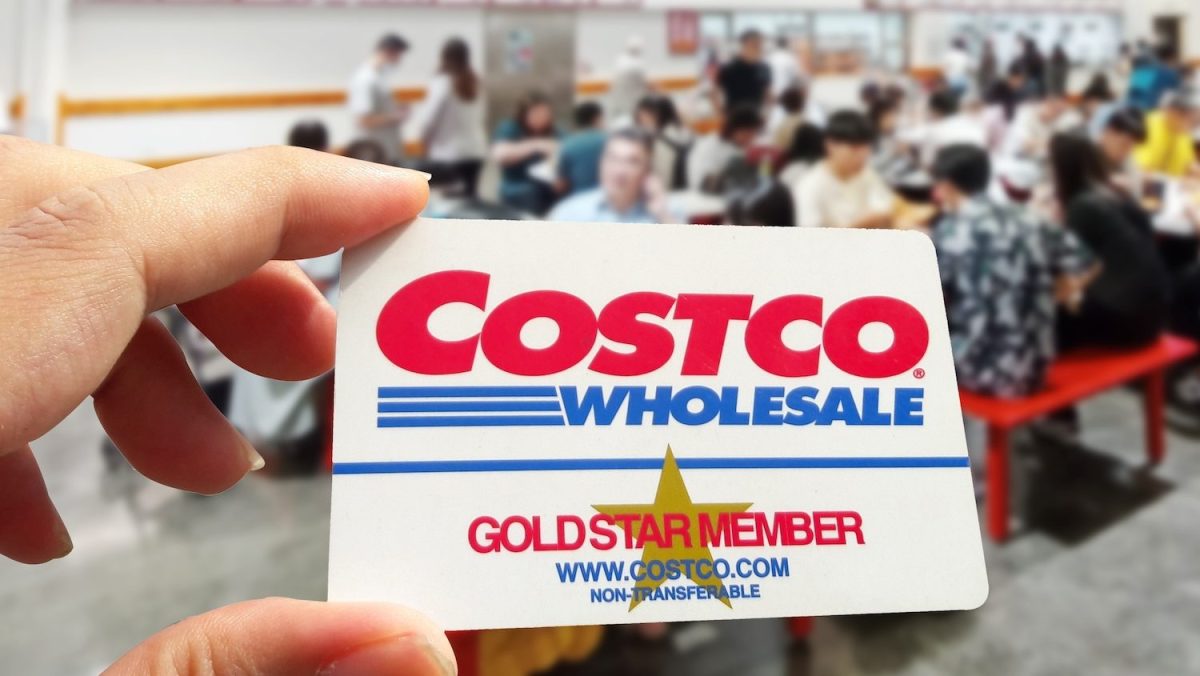 COSTCO®
WHOLESALE
GOLD STAR MEMBER
WWW.COSTCO.COM
NON-TRANSFERABLE